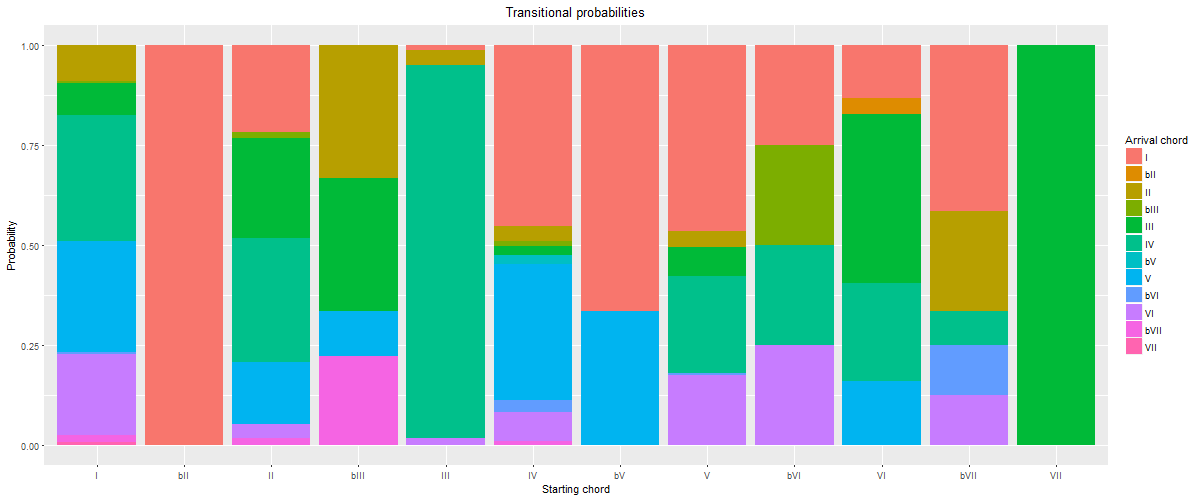 Transitional probabilities
Probability
1.00
0.75
0.50
0.25
0.00
I bII II bIII III IV bV V bVI VI bVII VII
Starting chord
Arrival chord
I
bII
II
bIII
III
IV
bV
V
bVI
VI
bVII
VII